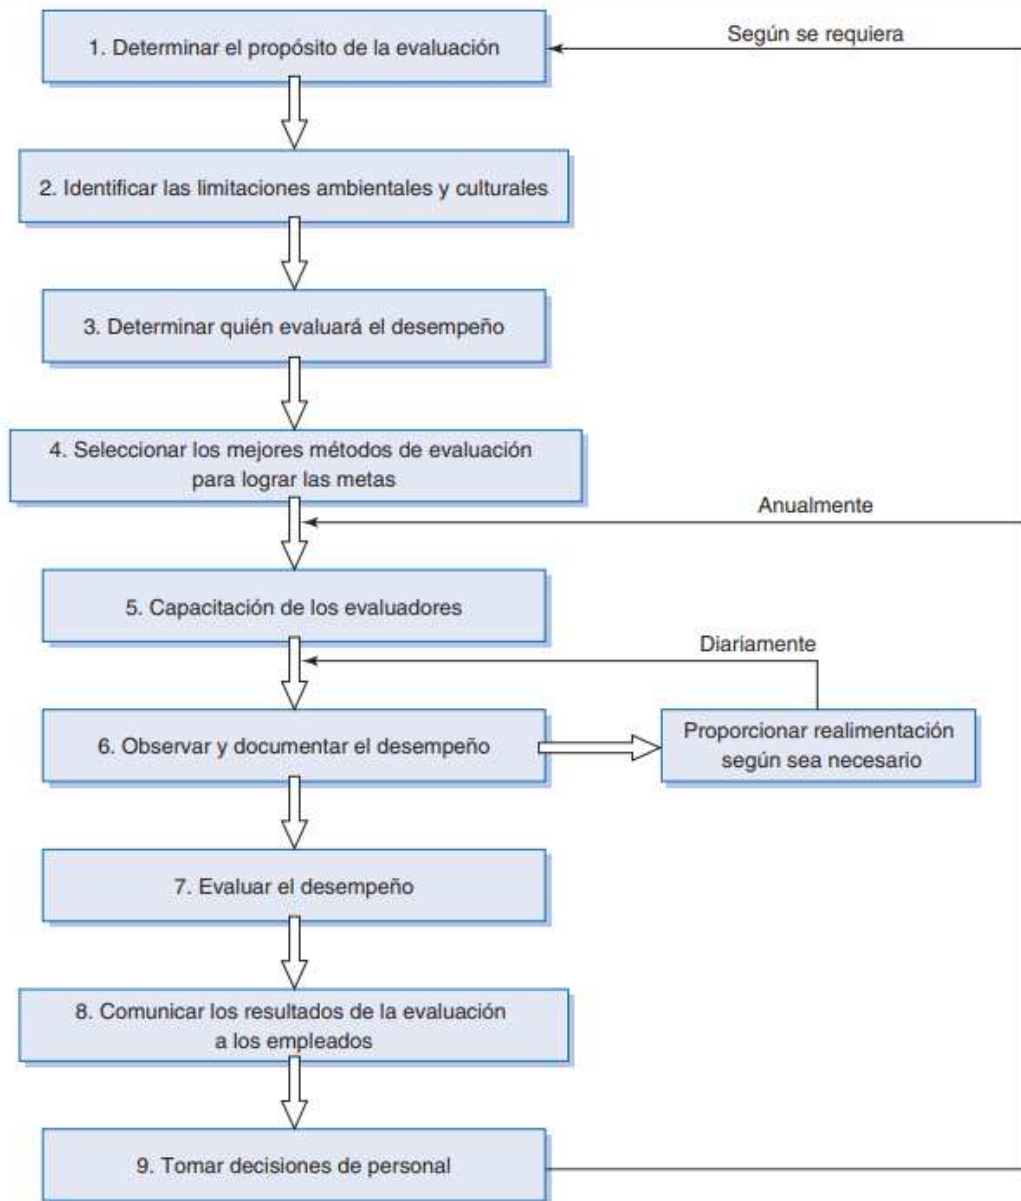 1. Determinar el propósito de la evaluación
Según se requiera
2. Identificar las limitaciones ambientales y culturales
3. Determinar quién evaluará el desempeño
4. Seleccionar los mejores métodos de evaluación
para lograr las metas
Anualmente
5. Capacitación de los evaluadores
Diariamente
6. Observar y documentar el desempeño
Proporcionar realimentación
según sea necesario
7. Evaluar el desempeño
8. Comunicar los resultados de la evaluación
a los empleados
9. Tomar decisiones de personal